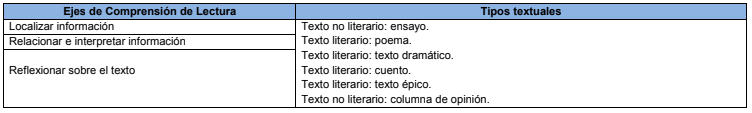 Ejes de Comprensión de Lectura
Tipos textuales
Localizar información
Relacionar e interpretar información
Reflexionar sobre el texto
Texto no literario: ensayo.
Texto literario: poema.
Texto literario: texto dramático.
Texto literario: cuento.
Texto literario: texto épico.
Texto no literario: columna de opinión.